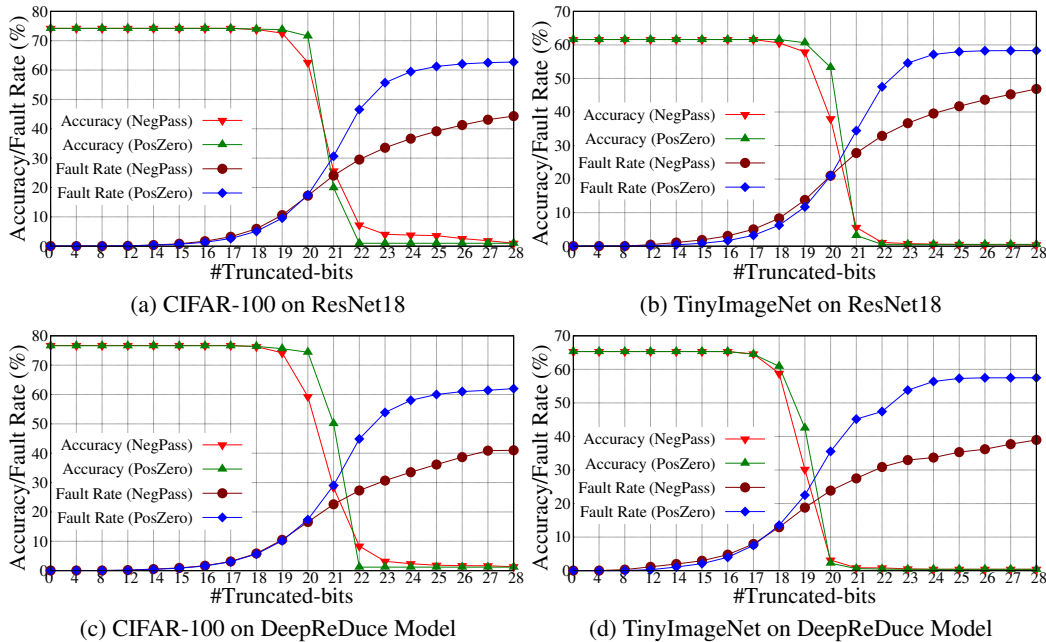 Accuracy/Fault Rate (%)
80
70
60
50
40
30
20
10
0
Accuracy (NegPass)
Accuracy (PosZero)
Fault Rate (NegPass)
Fault Rate (PosZero)
0 4 8 12 14 15 16 17 18 19 20 21 22 23 24 25 26 27 28
#Truncated-bits
(a) CIFAR-100 on ResNet18
Accuracy/Fault Rate (%)
70
60
50
40
30
20
10
0
Accuracy (NegPass)
Accuracy (PosZero)
Fault Rate (NegPass)
Fault Rate (PosZero)
0 4 8 12 14 15 16 17 18 19 20 21 22 23 24 25 26 27 28
#Truncated-bits
(b) TinyImageNet on ResNet18
Accuracy/Fault Rate (%)
80
70
60
50
40
30
20
10
0
Accuracy (NegPass)
Accuracy (PosZero)
Fault Rate (NegPass)
Fault Rate (PosZero)
0 4 8 12 14 15 16 17 18 19 20 21 22 23 24 25 26 27 28
#Truncated-bits
(c) CIFAR-100 on DeepReDuce Model
Accuracy/Fault Rate (%)
70
60
50
40
30
20
10
0
Accuracy (NegPass)
Accuracy (PosZero)
Fault Rate (NegPass)
Fault Rate (PosZero)
0 4 8 12 14 15 16 17 18 19 20 21 22 23 24 25 26 27 28
#Truncated-bits
(d) TinyImageNet on DeepReDuce Model